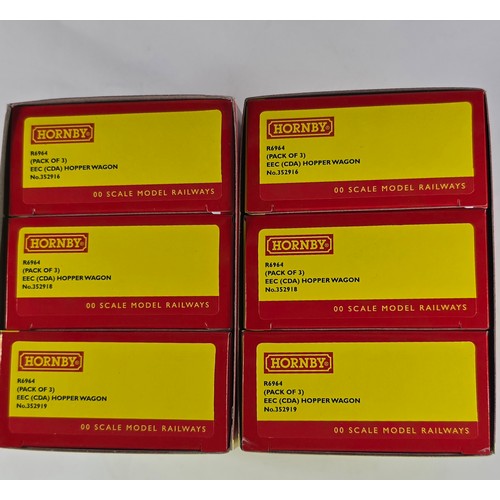 HORNBY®
R6964
(PACK OF 3)
EEC (CDA) HOPPER WAGON
No.352916
00 SCALE MODEL RAILWAYS
HORNBY®
R6964
(PACK OF 3)
EEC (CDA) HOPPER WAGON
No.352918
00 SCALE MODEL RAILWAYS
HORNBY®
R6964
(PACK OF 3)
EEC (CDA) HOPPER WAGON
No.352919
00 SCALE MODEL RAILWAYS
HORNBY®
R6964
(PACK OF 3)
EEC (CDA) HOPPER WAGON
No.352916
00 SCALE MODEL RAILWAYS
HORNBY®
R6964
(PACK OF 3)
EEC (CDA) HOPPER WAGON
No.352918
00 SCALE MODEL RAILWAYS
HORNBY®
R6964
(PACK OF 3)
EEC (CDA) HOPPER WAGON
No.352919
00 SCALE MODEL RAILWAYS